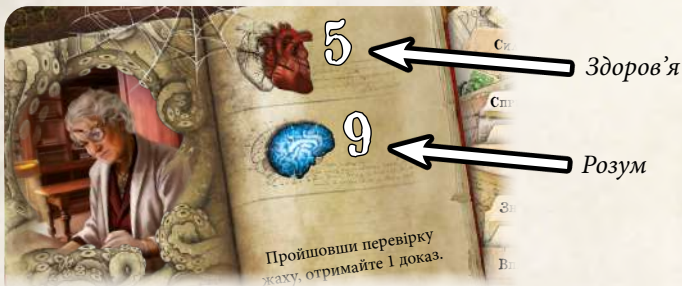 5
Здоров’я
9
Розум
Пройшовши перевірку
жаху, отримайте 1 доказ.